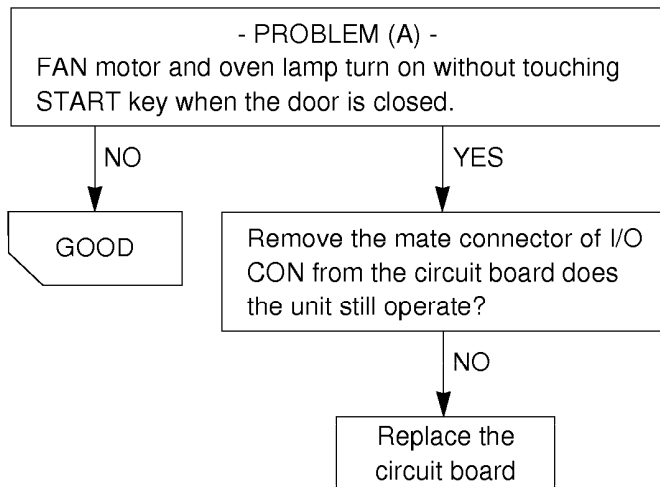 - PROBLEM (A) -
FAN motor and oven lamp turn on without touching
START key when the door is closed.
NO
YES
GOOD
Remove the mate connector of I/O
CON from the circuit board does
the unit still operate?
NO
Replace the
circuit board